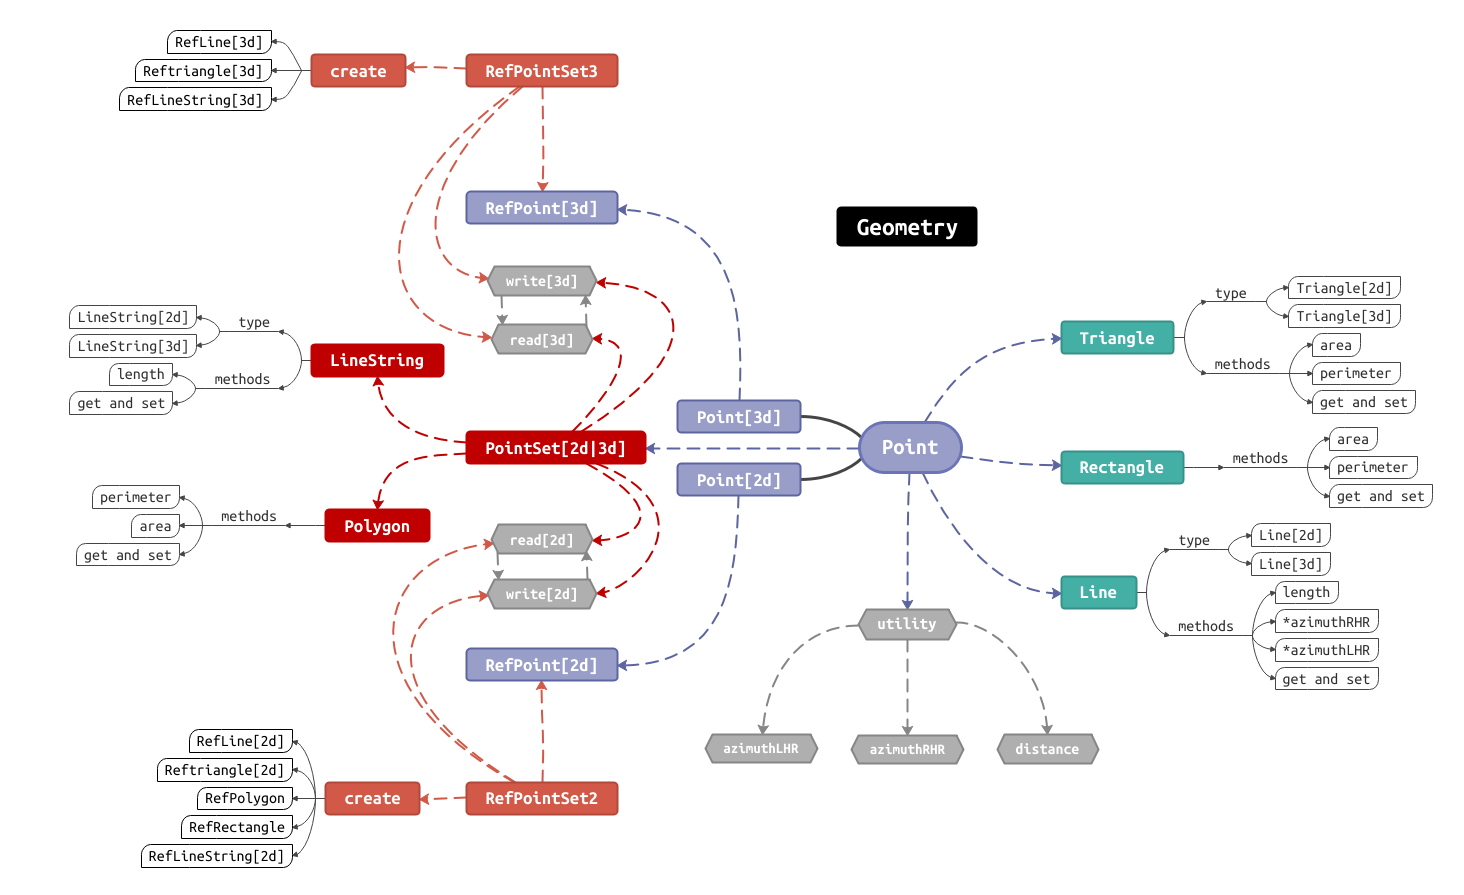 RefLine[3d]
Reftriangle[3d]
RefLineString[3d]
create
RefPointSet3
RefPoint[3d]
Geometry
write[3d]
read[3d]
LineString[2d]
LineString[3d]
type
length
get and set
methods
LineString
Point[3d]
Point
Point[2d]
PointSet[2d|3d]
Triangle
type
Triangle[2d]
Triangle[3d]
methods
area
perimeter
get and set
Rectangle
methods
area
perimeter
get and set
perimeter
area
get and set
methods
Polygon
read[2d]
write[2d]
Line
type
Line[2d]
Line[3d]
methods
length
*azimuthRHR
*azimuthLHR
get and set
utility
RefPoint[2d]
azimuthLHR
azimuthRHR
distance
RefLine[2d]
Reftriangle[2d]
RefPolygon
RefRectangle
RefLineString[2d]
create
RefPointSet2